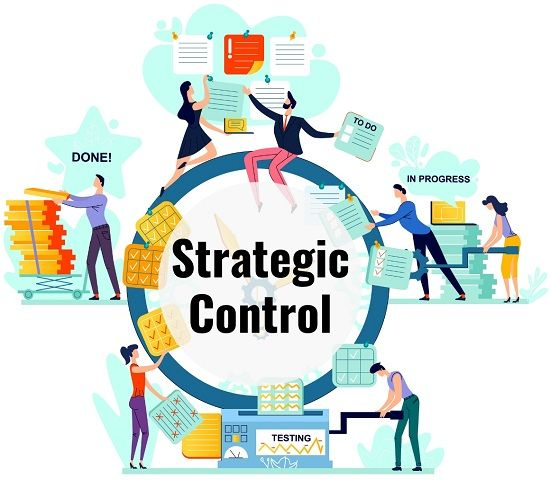 TO DO
DONE!
IN PROGRESS
Strategic
Control
TESTING